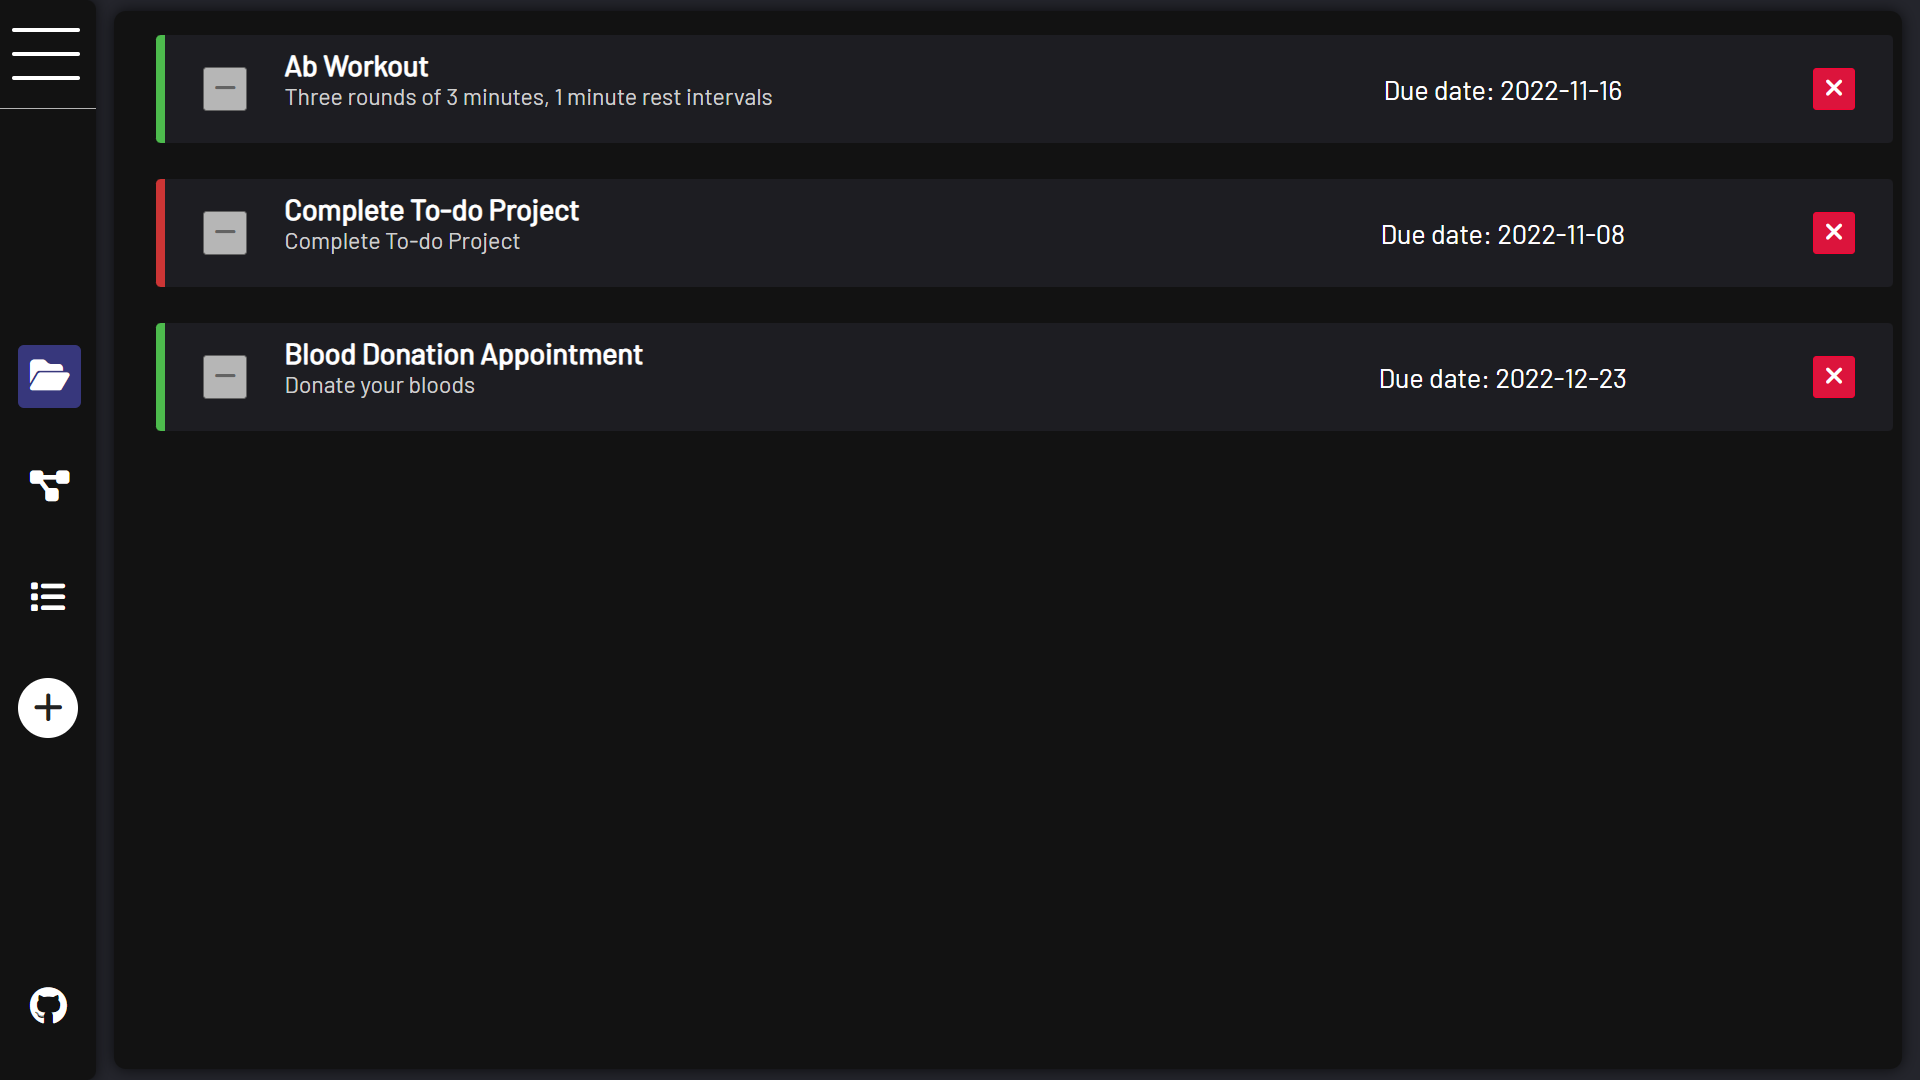 Ab Workout
Three rounds of 3 minutes, 1 minute rest intervals
Due date: 2022-11-16
Complete To-do Project
Complete To-do Project
Due date: 2022-11-08
Blood Donation Appointment
Donate your bloods
Due date: 2022-12-23